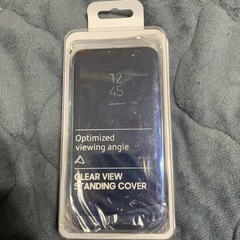 12
45
Optimized
viewing angle
CLEAR VIEW
STANDING COVER